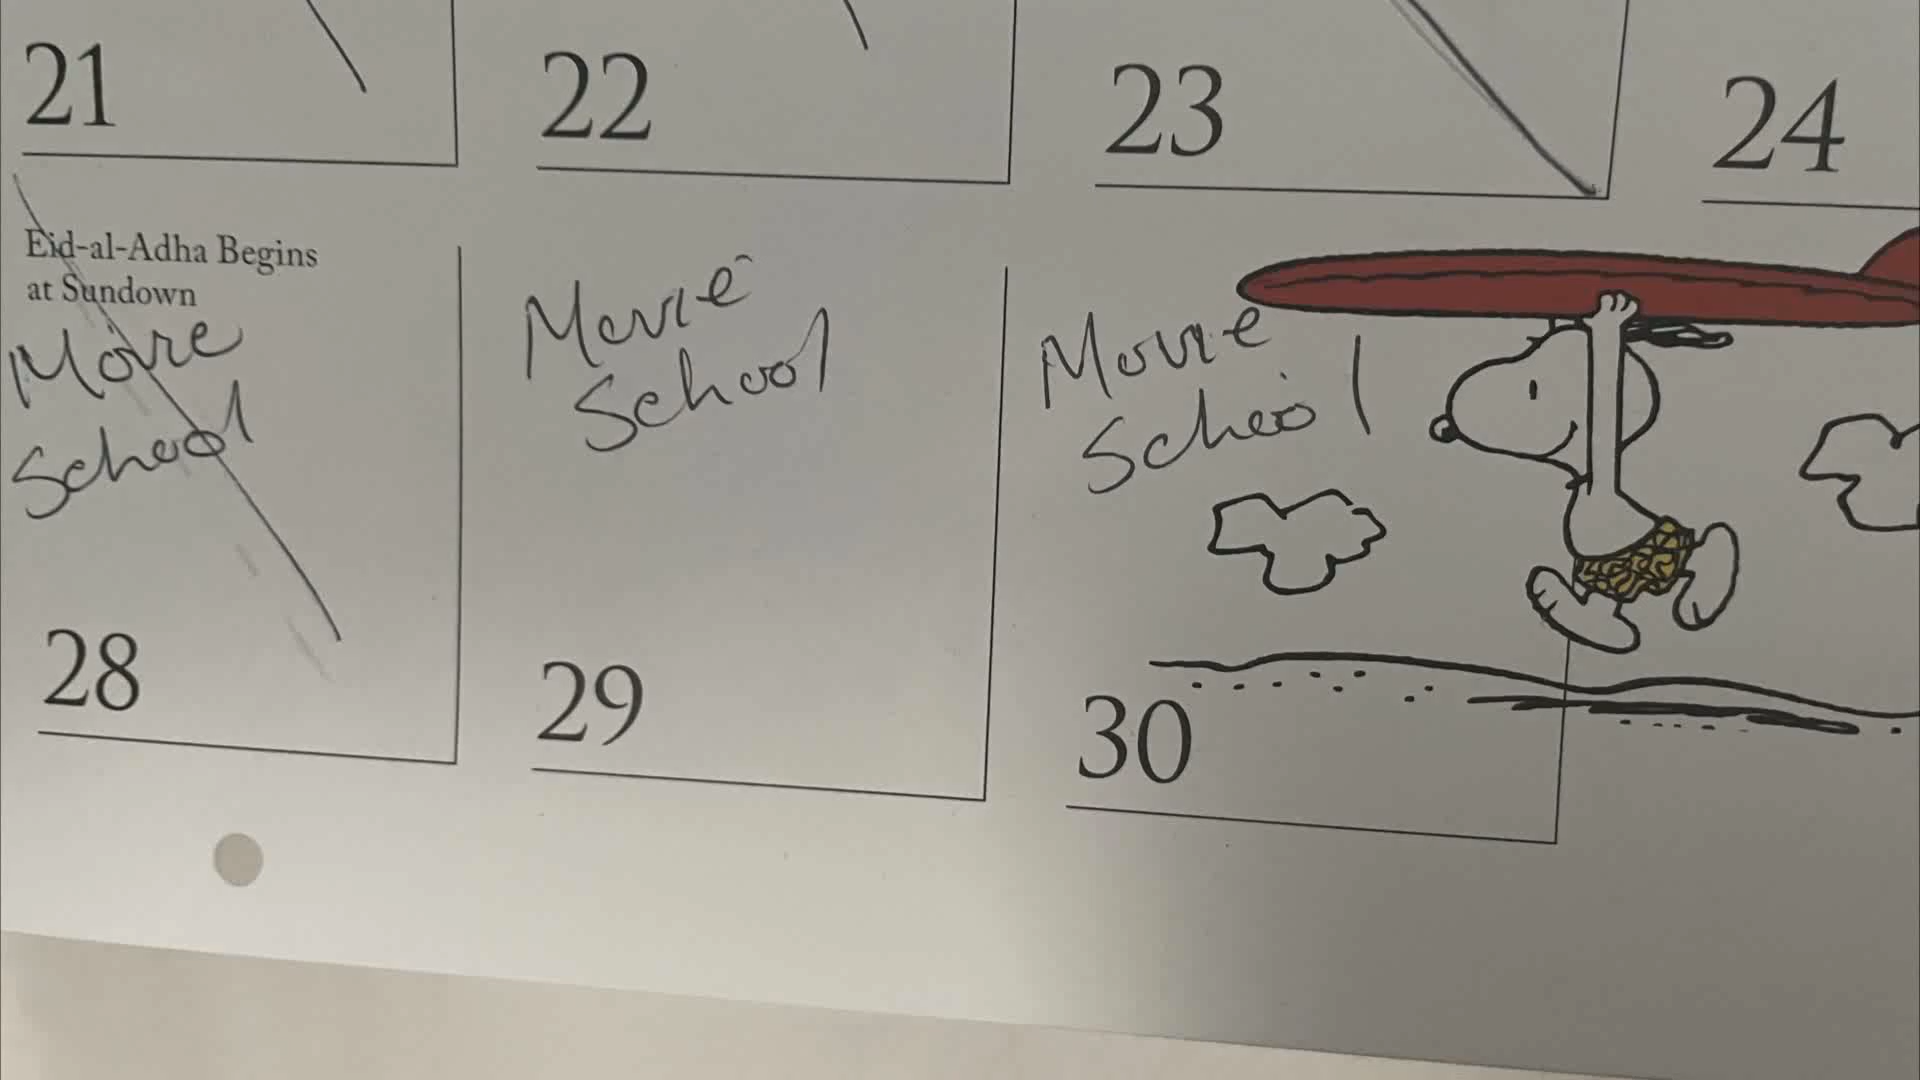 21
22
23
24
Eid-al-Adha Begins
at Sundown
Movie
School
28
Movie
School
29
Movie
School
30